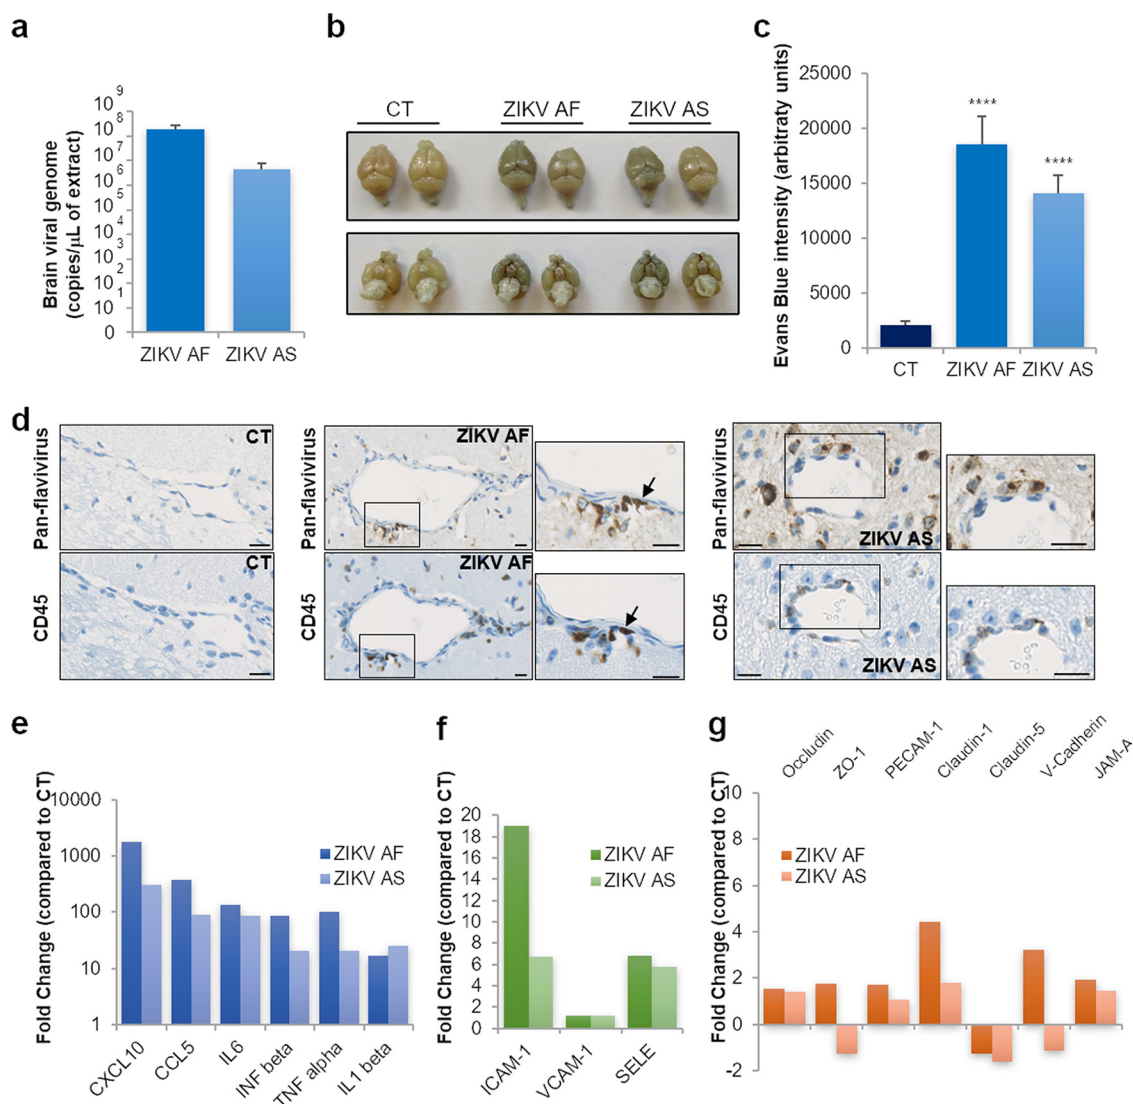 a
Brain viral genome
(copies/µL of extract)
10 9
10 8
10 7
10 6
10 5
10 4
10 3
10 2
10 1
0
ZIKV AF
ZIKV AS
b
CT
ZIKV AF
ZIKV AS
c
Evans Blue intensity (arbitraty units)
25000
20000
15000
10000
5000
0
****
****
CT
ZIKV AF
ZIKV AS
d
Pan-flavivirus
CT
Pan-flavivirus
ZIKV AF
Pan-flavivirus
ZIKV AS
CD45
CT
CD45
ZIKV AF
CD45
ZIKV AS
e
Fold Change (compared to CT)
10000
1000
100
10
1
ZIKV AF
ZIKV AS
CXCL10
CCL5
IL6
INF beta
TNF alpha
IL1 beta
f
Fold Change (compared to CT)
20
18
16
14
12
10
8
6
4
2
0
ZIKV AF
ZIKV AS
ICAM-1
VCAM-1
SELE
g
Occludin
ZO-1
PECAM-1
Claudin-1
Claudin-5
V-Cadherin
JAM-A
Fold Change (compared to CT)
10
8
6
4
2
0
-2
ZIKV AF
ZIKV AS